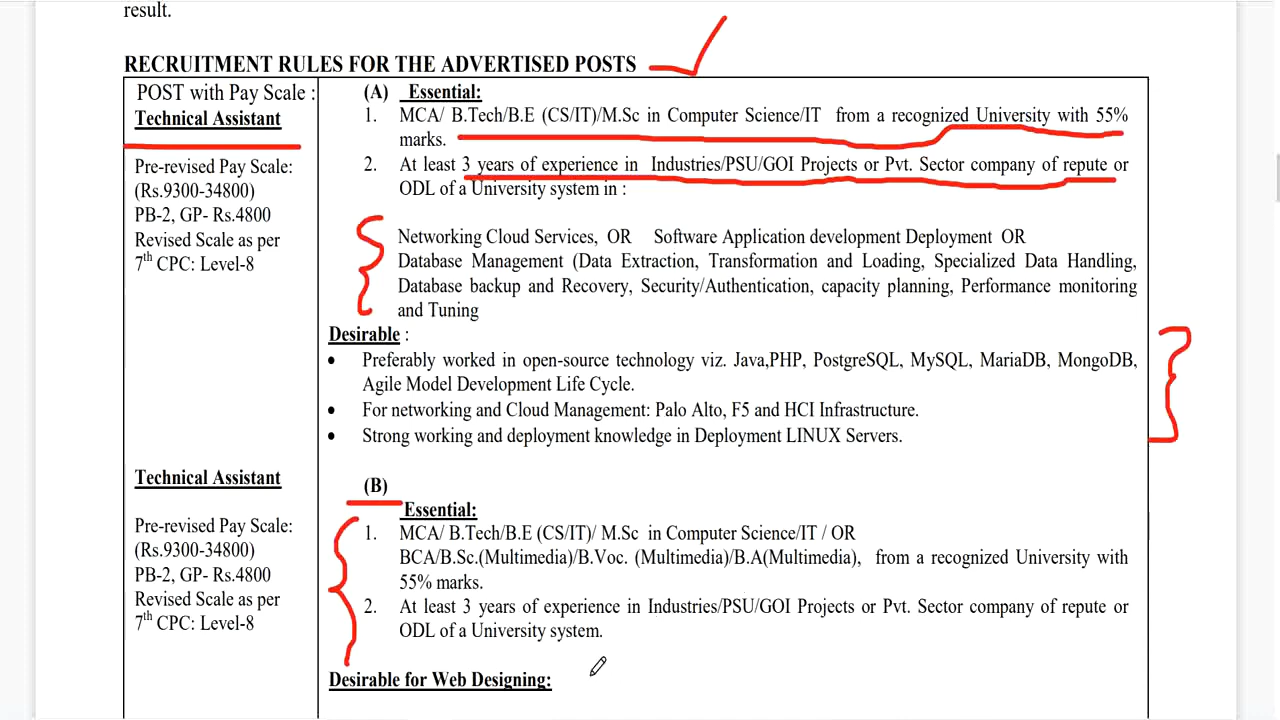 result.
RECRUITMENT RULES FOR THE ADVERTISED POSTS
POST with Pay Scale :
Technical Assistant
Pre-revised Pay Scale:
(Rs.9300-34800)
PB-2, GP- Rs.4800
Revised Scale as per
7th CPC: Level-8
(A) Essential:
1. MCA/ B.Tech/B.E (CS/IT)/M.Sc in Computer Science/IT from a recognized University with 55%
marks.
2. At least 3 years of experience in Industries/PSU/GOI Projects or Pvt. Sector company of repute or
ODL of a University system in :
Networking Cloud Services, OR Software Application development Deployment OR
Database Management (Data Extraction, Transformation and Loading, Specialized Data Handling,
Database backup and Recovery, Security/Authentication, capacity planning, Performance monitoring
and Tuning
Desirable :
• Preferably worked in open-source technology viz. Java,PHP, PostgreSQL, MySQL, MariaDB, MongoDB,
Agile Model Development Life Cycle.
• For networking and Cloud Management: Palo Alto, F5 and HCI Infrastructure.
• Strong working and deployment knowledge in Deployment LINUX Servers.
Technical Assistant
Pre-revised Pay Scale:
(Rs.9300-34800)
PB-2, GP- Rs.4800
Revised Scale as per
7th CPC: Level-8
(B)
Essential:
1. MCA/ B.Tech/B.E (CS/IT)/ M.Sc in Computer Science/IT / OR
BCA/B.Sc.(Multimedia)/B.Voc. (Multimedia)/B.A(Multimedia), from a recognized University with
55% marks.
2. At least 3 years of experience in Industries/PSU/GOI Projects or Pvt. Sector company of repute or
ODL of a University system.
Desirable for Web Designing: